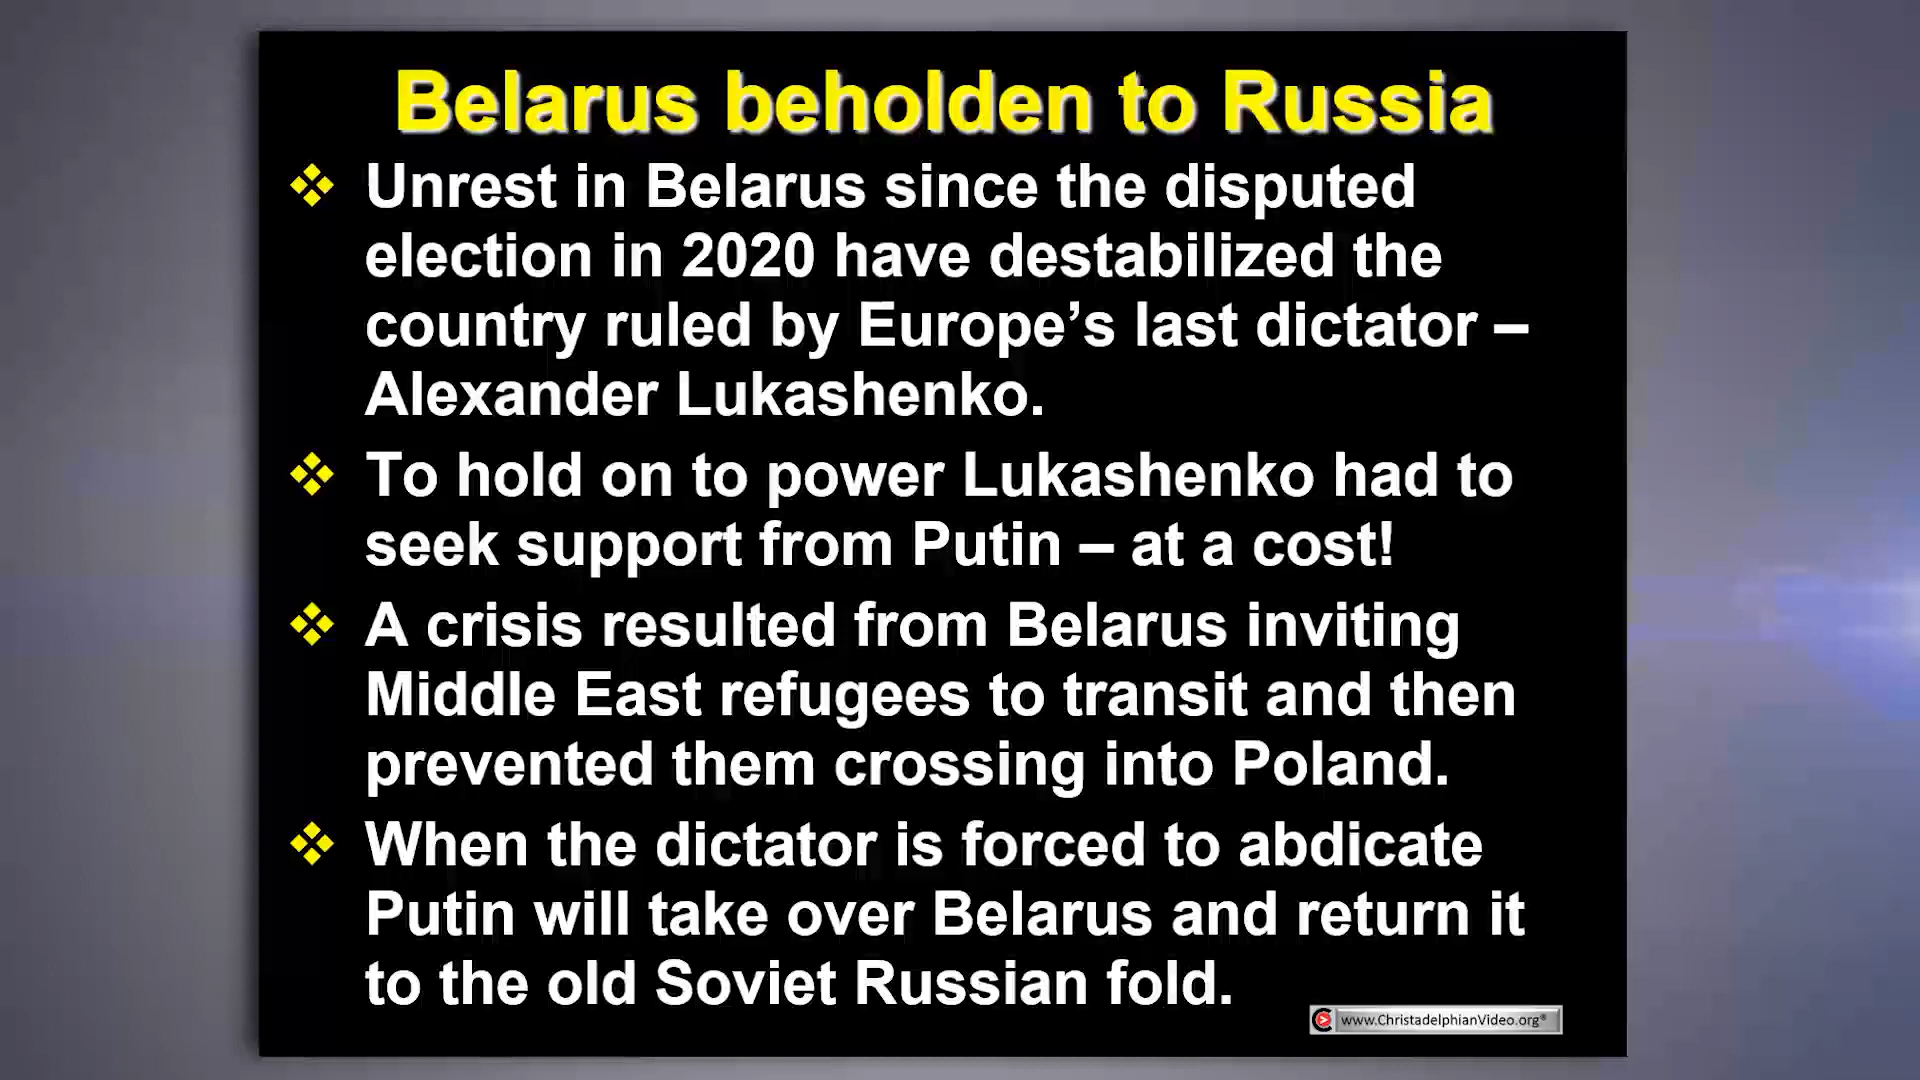 Belarus beholden to Russia
❖ Unrest in Belarus since the disputed
election in 2020 have destabilized the
country ruled by Europe’s last dictator –
Alexander Lukashenko.
❖ To hold on to power Lukashenko had to
seek support from Putin – at a cost!
❖ A crisis resulted from Belarus inviting
Middle East refugees to transit and then
prevented them crossing into Poland.
❖ When the dictator is forced to abdicate
Putin will take over Belarus and return it
to the old Soviet Russian fold.
www.ChristadelphianVideo.org®